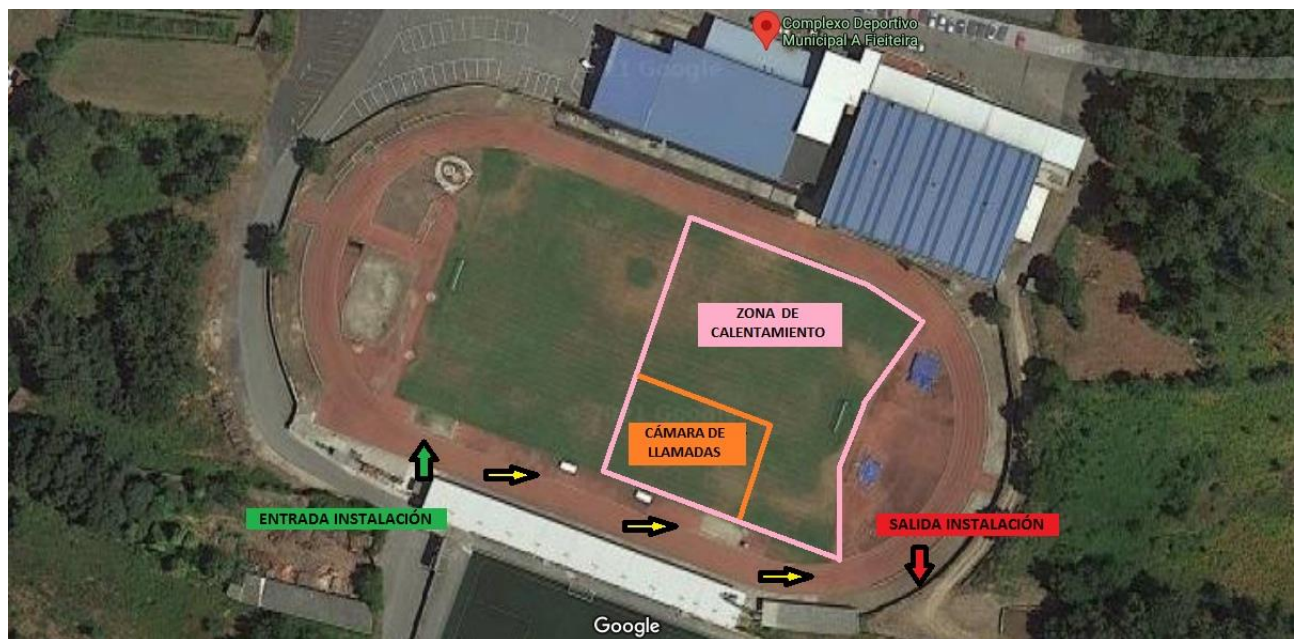 Complexo Deportivo
Municipal A Fieiteira
ZONA DE
CALENTAMIENTO
CÁMARA DE
LLAMADAS
ENTRADA INSTALACIÓN
SALIDA INSTALACIÓN
Google